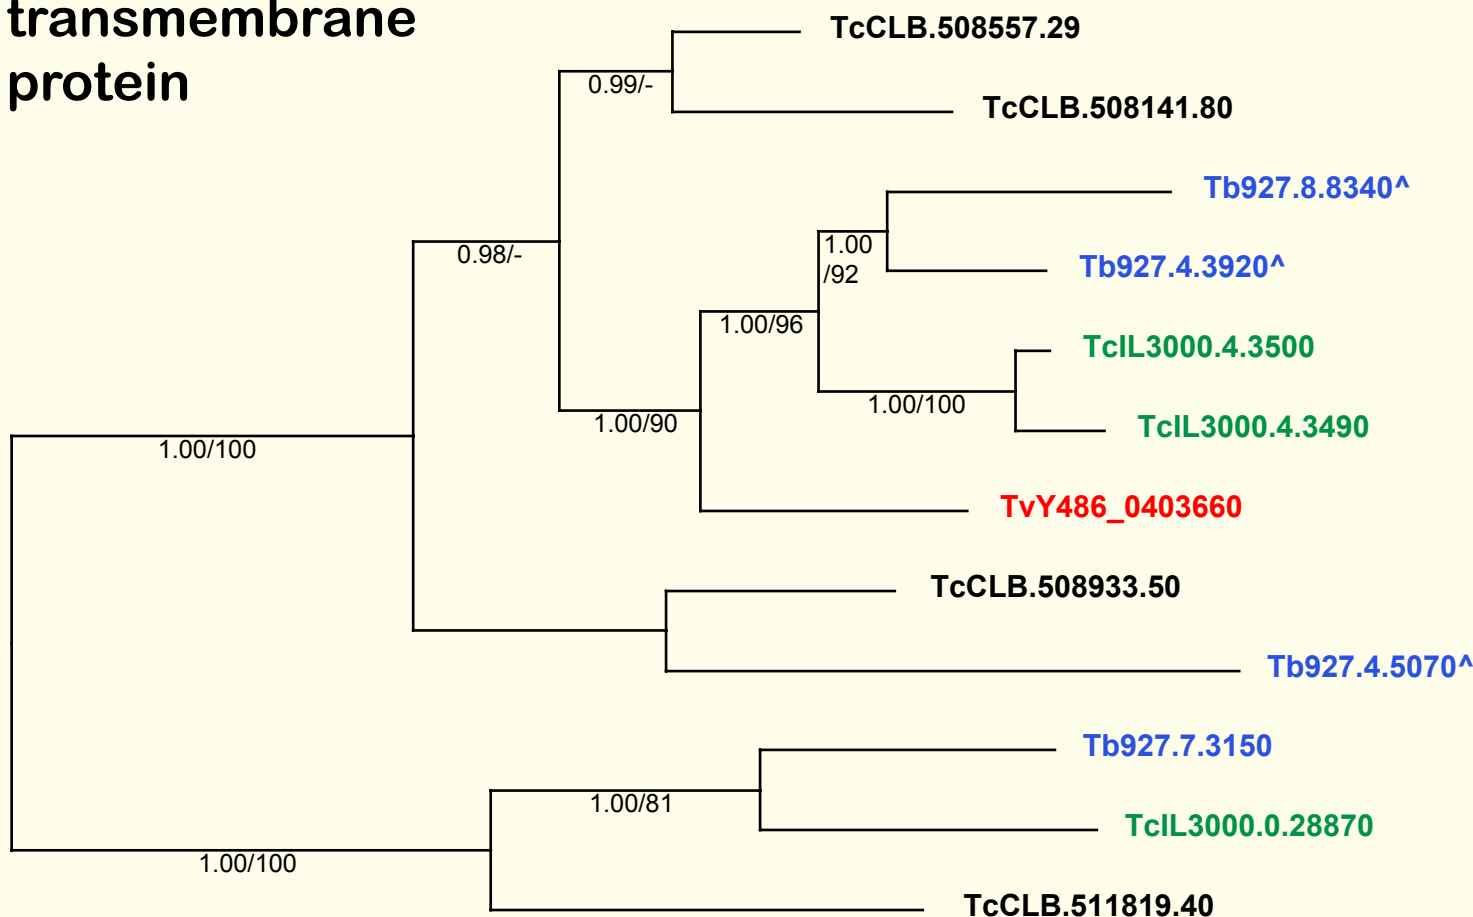 transmembrane
protein
TcCLB.508557.29
0.99/-
TcCLB.508141.80
Tb927.8.8340^
0.98/-
1.00
/92
Tb927.4.3920^
1.00/96
TcIL3000.4.3500
1.00/100
TcIL3000.4.3490
1.00/90
1.00/100
TvY486_0403660
TcCLB.508933.50
Tb927.4.5070^
Tb927.7.3150
1.00/81
TcIL3000.0.28870
1.00/100
TcCLB.511819.40